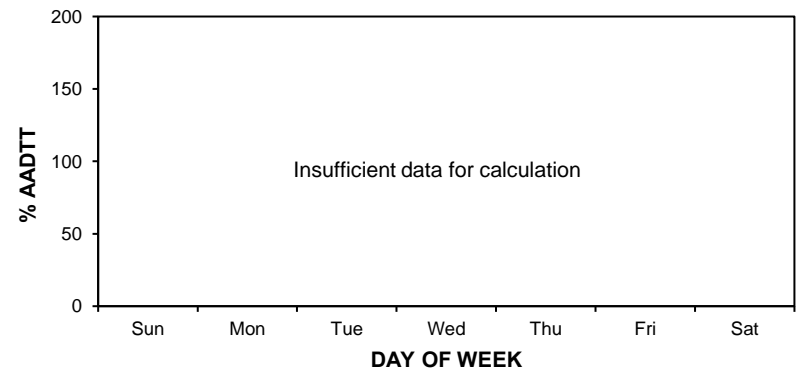 200
150
100
50
0
% AADTT
Insufficient data for calculation
Sun Mon Tue Wed Thu Fri Sat
DAY OF WEEK